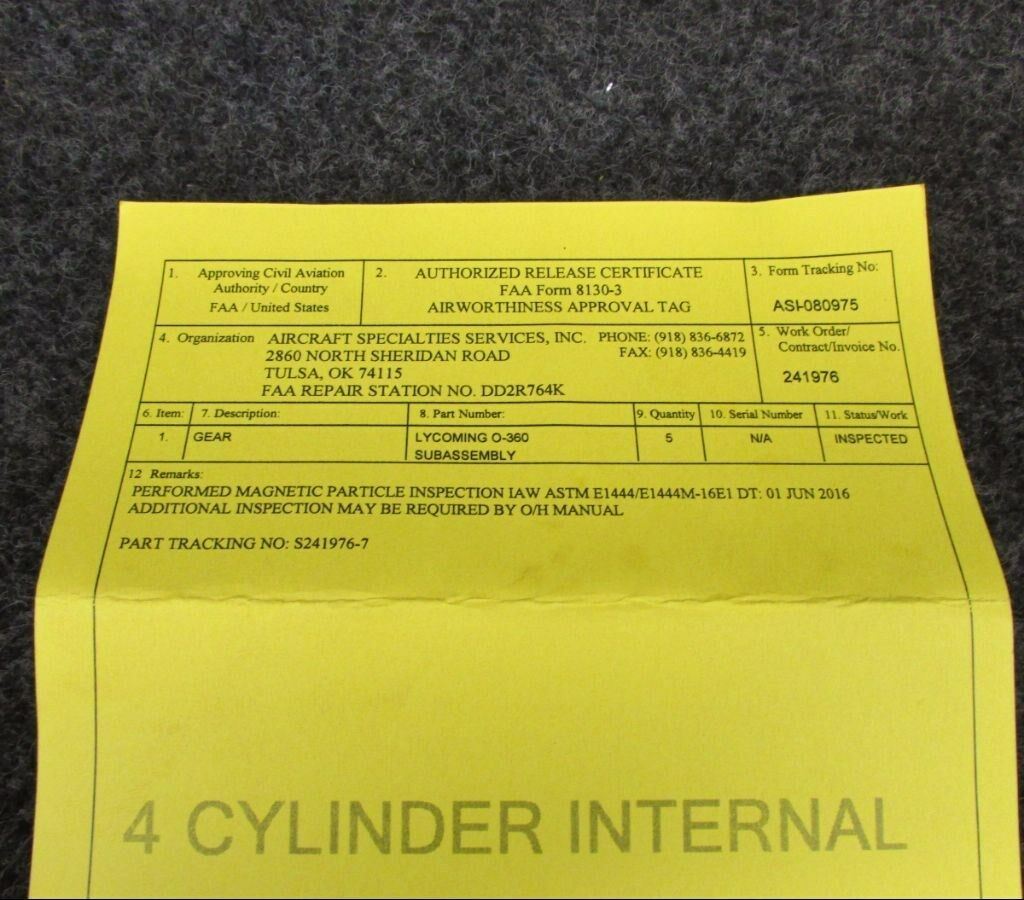 1. Approving Civil Aviation
Authority / Country
FAA / United States
2. AUTHORIZED RELEASE CERTIFICATE
FAA Form 8130-3
AIRWORTHINESS APPROVAL TAG
3. Form Tracking No:
ASI-080975
4. Organization AIRCRAFT SPECIALTIES SERVICES, INC. PHONE: (918) 836-6872
2860 NORTH SHERIDAN ROAD FAX: (918) 836-4419
TULSA, OK 74115
FAA REPAIR STATION NO. DD2R764K
5. Work Order/
Contract/Invoice No.
241976
6. Item: 7. Description: 8. Part Number: 9. Quantity 10. Serial Number 11. Status/Work
1. GEAR LYCOMING O-360 5 N/A INSPECTED
SUBASSEMBLY
12 Remarks:
PERFORMED MAGNETIC PARTICLE INSPECTION IAW ASTM E1444/E1444M-16E1 DT: 01 JUN 2016
ADDITIONAL INSPECTION MAY BE REQUIRED BY O/H MANUAL
PART TRACKING NO: S241976-7
4 CYLINDER INTERNAL